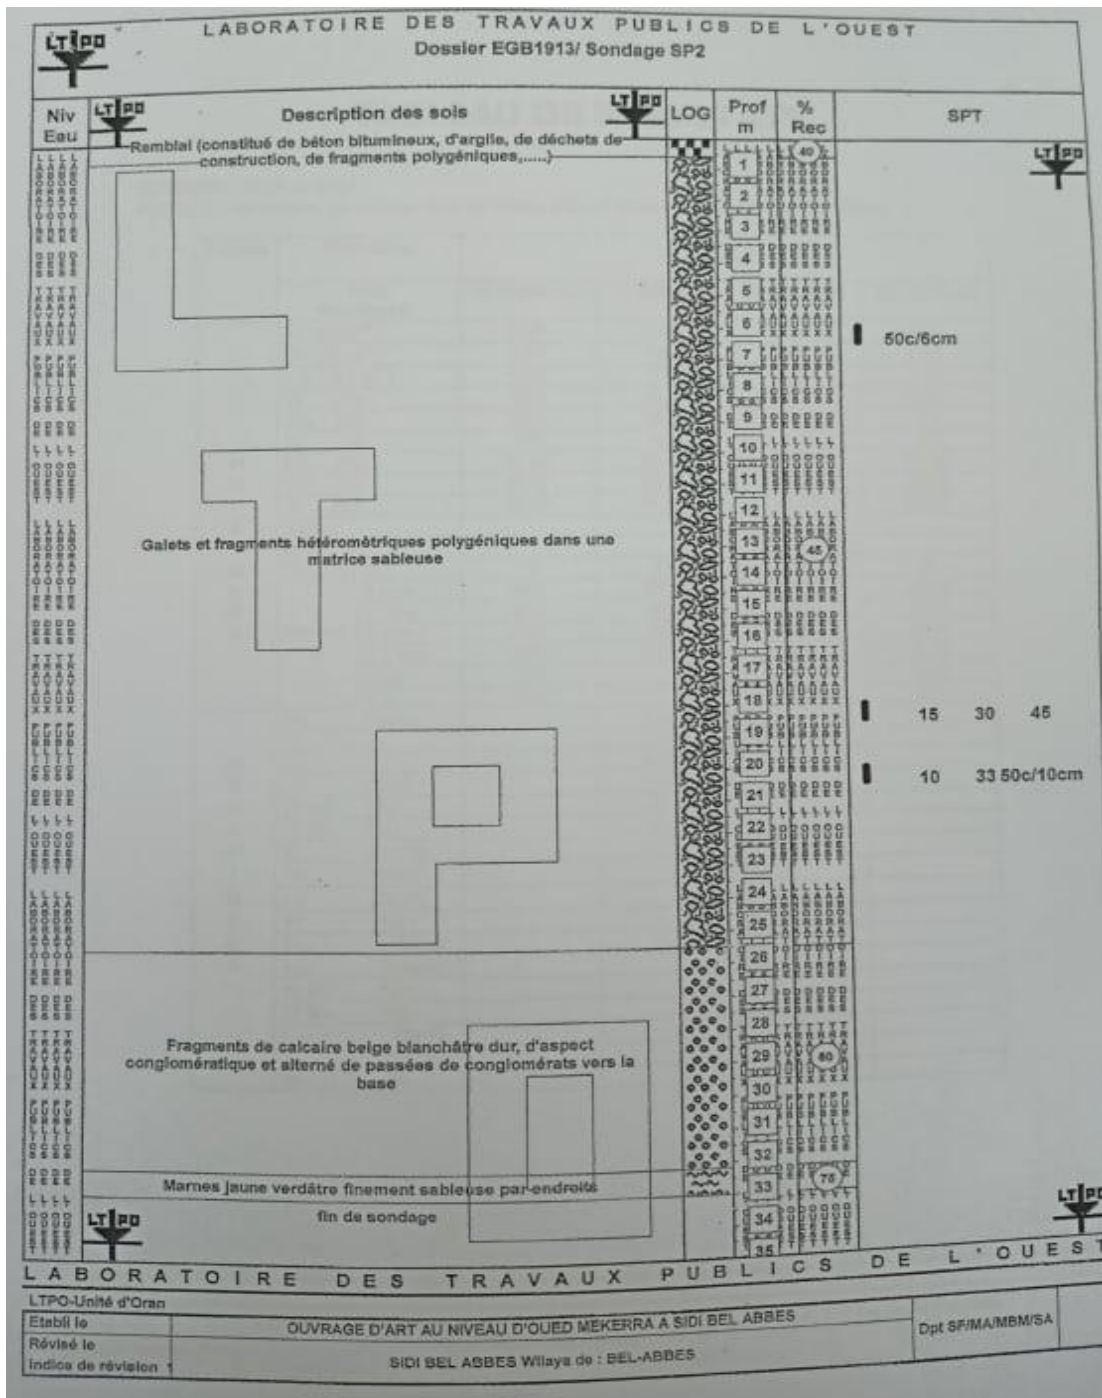 LABORATOIRE DES TRAVAUX PUBLICS DE L'OUEST
LTPO
Dossier EGB1913/ Sondage SP2
Niv Eau
LTPO
Description des sols
LTPO
LOG
Prof m
% Rec
SPT
Remblai (constitué de béton bitumineux, d'argile, de déchets de
construction, de fragments polygéniques,.....)
40
LTPO
1
2
3
4
5
6
50c/6cm
7
8
9
10
11
12
Galets et fragments hétéromètriques polygéniques dans une
matrice sableuse
13
45
14
15
16
17
18
15 30 45
19
20
10 33 50c/10cm
21
22
23
24
25
26
27
28
Fragments de calcaire beige blanchâtre dur, d'aspect
conglomératique et alterné de passées de conglomérats vers la
base
29
60
30
31
32
Marnes jaune verdâtre finement sableuse par endroits
33
75
fin de sondage
34
35
LTPO
LTPO
LABORATOIRE DES TRAVAUX PUBLICS DE L'OUEST
LTPO-Unité d'Oran
Etabli le
OUVRAGE D'ART AU NIVEAU D'OUED MEKERRA A SIDI BEL ABBES
Dpt SF/MA/MBM/SA
Révisé le
Indice de révision 1
SIDI BEL ABBES Wilaya de : BEL-ABBES